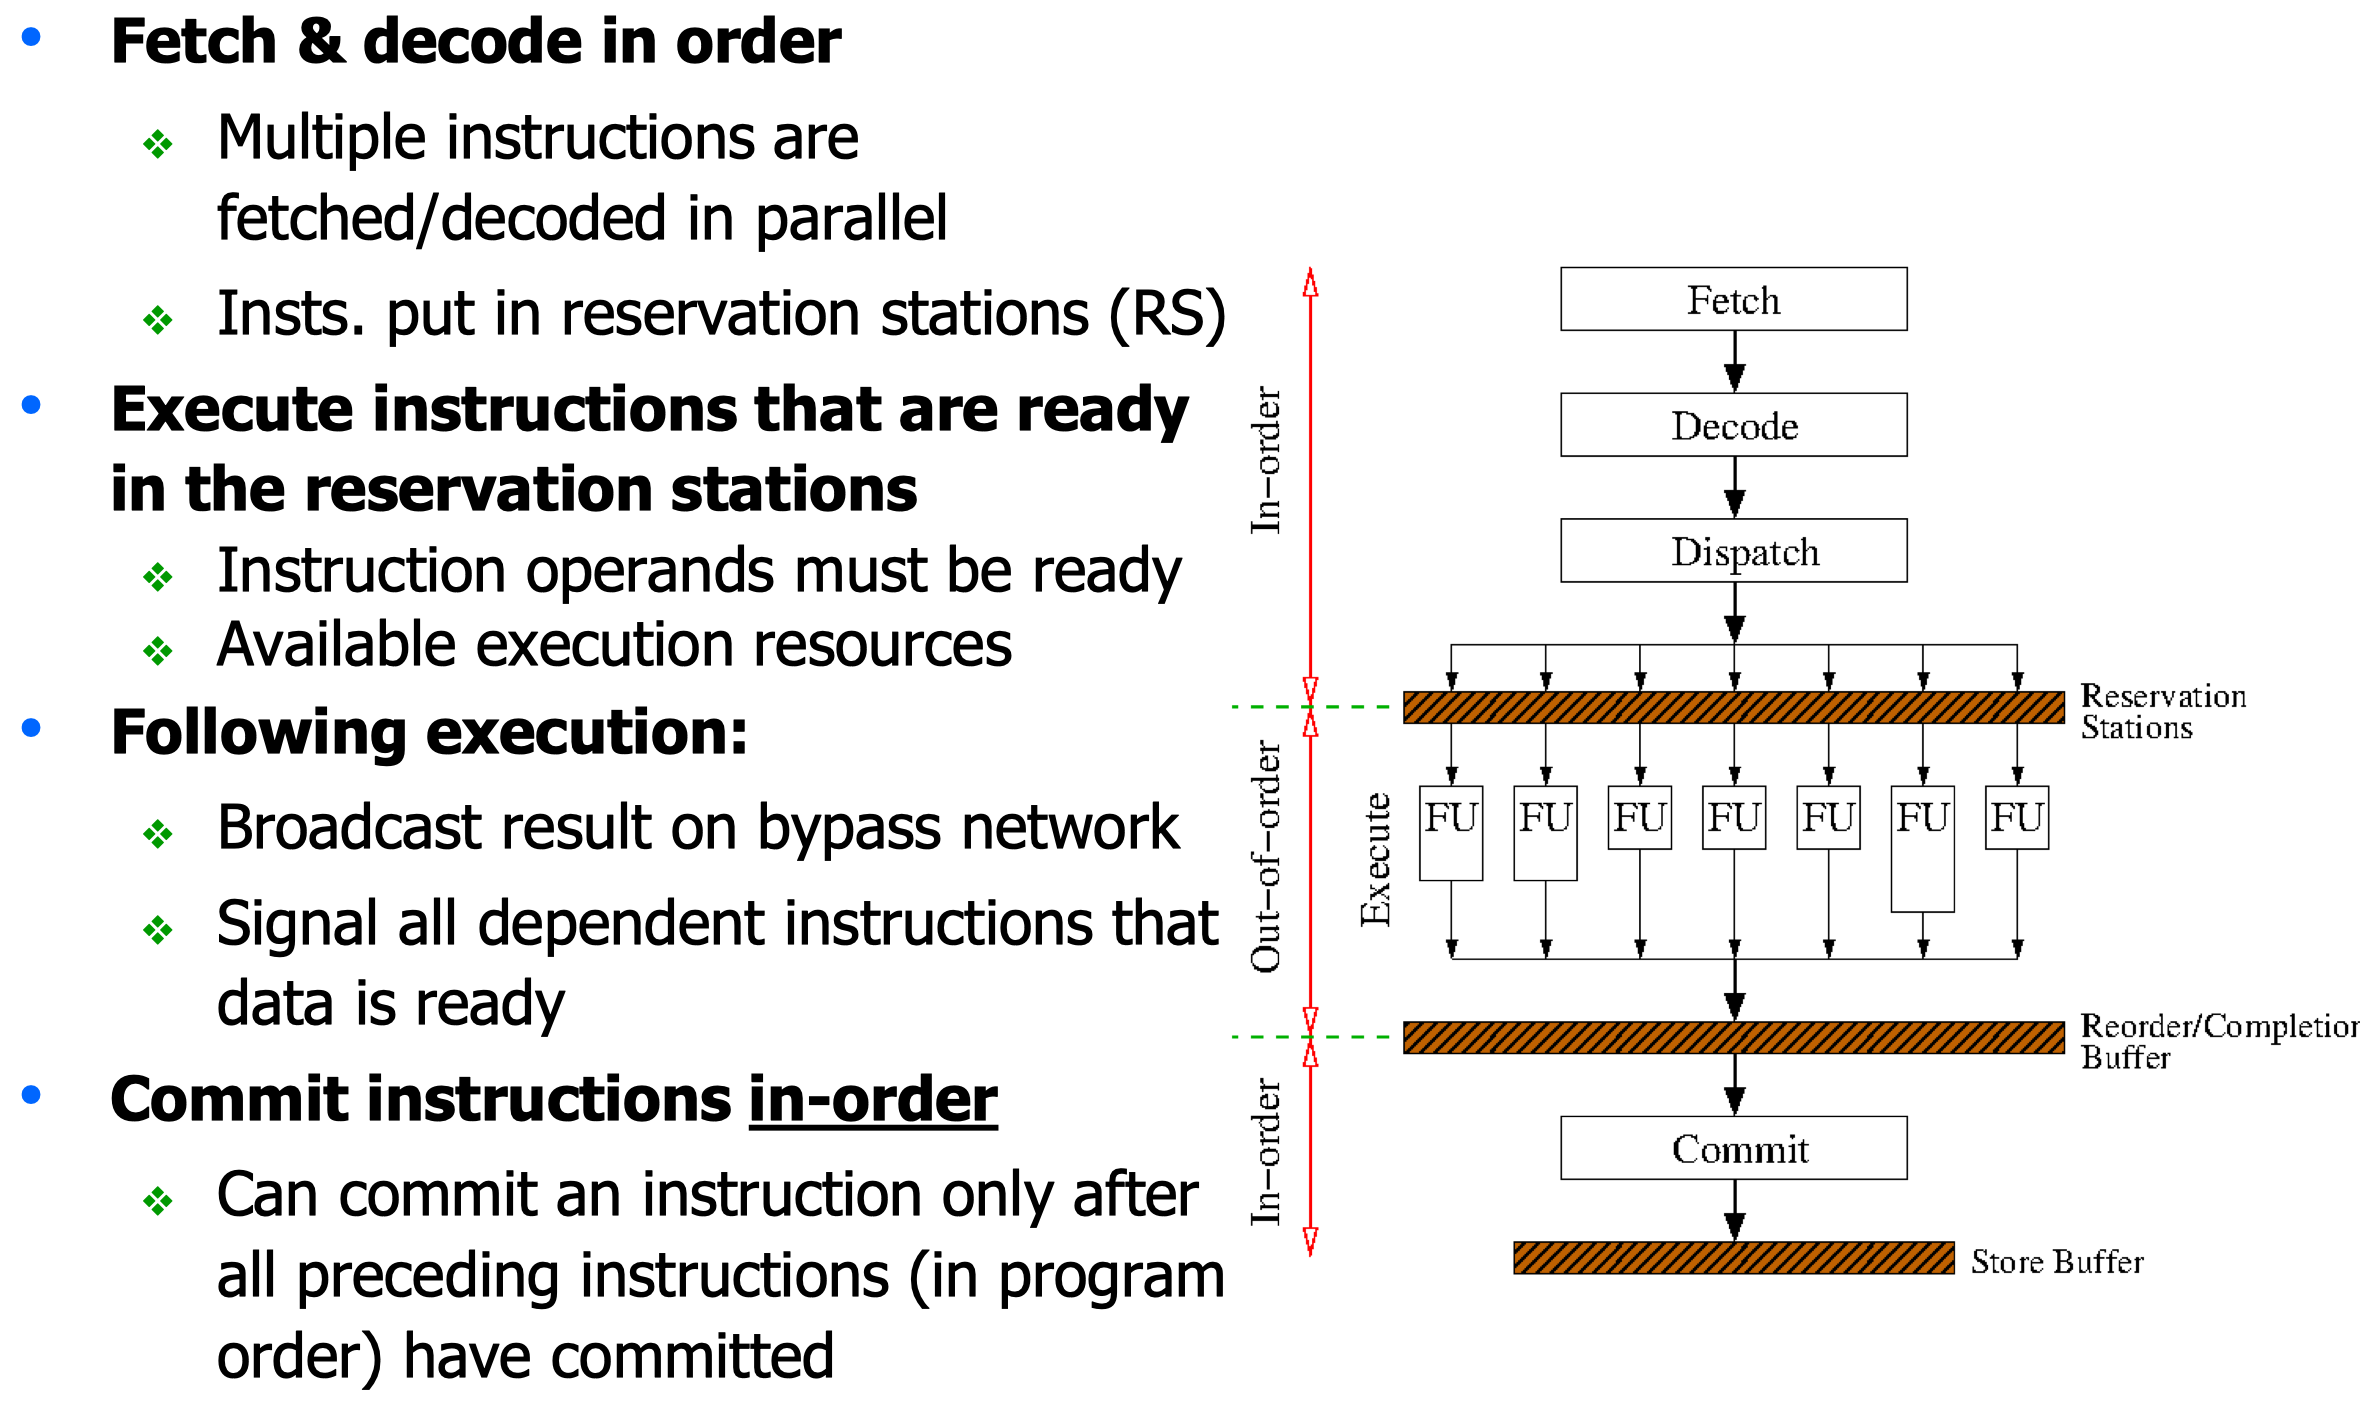 • Fetch & decode in order
❖ Multiple instructions are
fetched/decoded in parallel
❖ Insts. put in reservation stations (RS)
• Execute instructions that are ready
in the reservation stations
❖ Instruction operands must be ready
❖ Available execution resources
• Following execution:
❖ Broadcast result on bypass network
❖ Signal all dependent instructions that
data is ready
• Commit instructions in-order
❖ Can commit an instruction only after
all preceding instructions (in program
order) have committed
In-order
Fetch
Decode
Dispatch
Reservation
Stations
Out-of-order
Execute
FU FU FU FU FU FU FU
Reorder/Completion
Buffer
In-order
Commit
Store Buffer